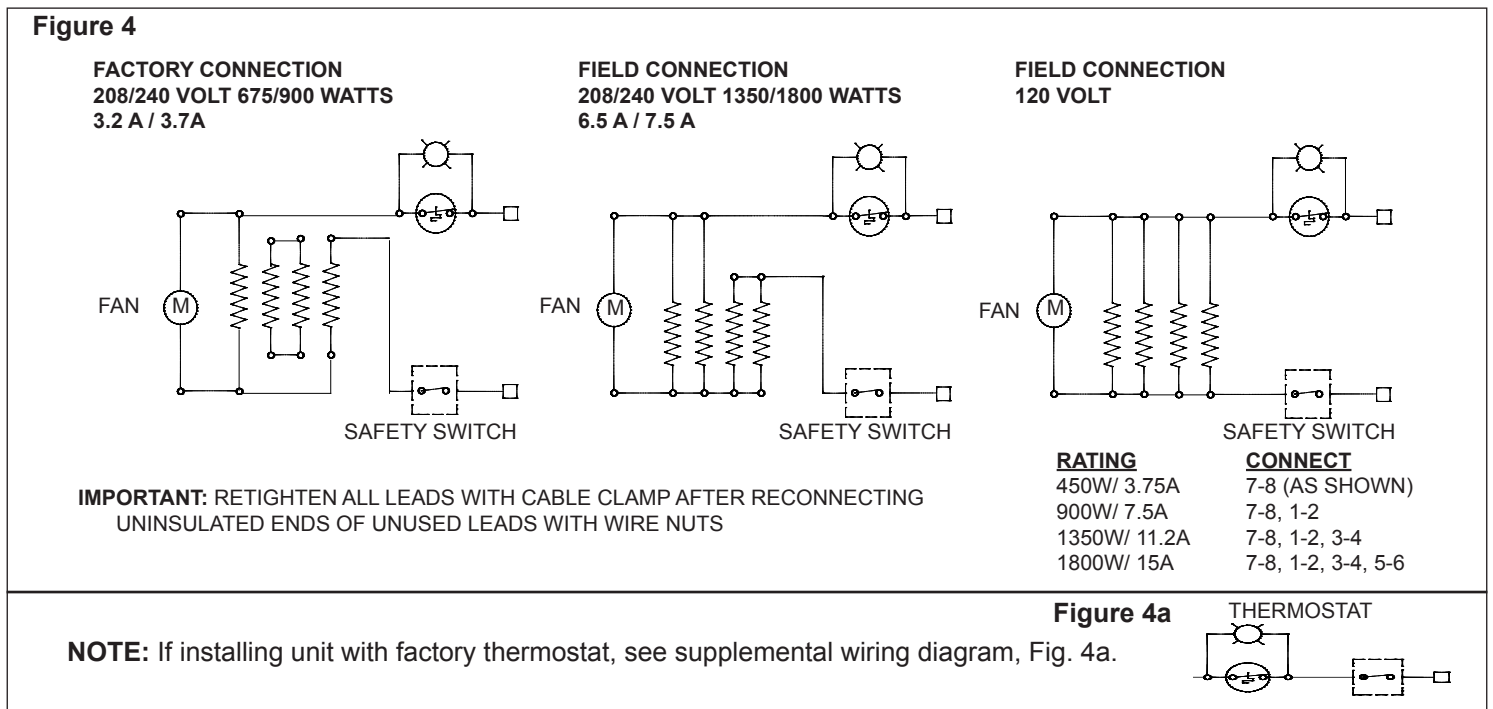 Figure 4
FACTORY CONNECTION
208/240 VOLT 675/900 WATTS
3.2 A / 3.7A
FIELD CONNECTION
208/240 VOLT 1350/1800 WATTS
6.5 A / 7.5 A
FIELD CONNECTION
120 VOLT
FAN
M
SAFETY SWITCH
FAN
M
SAFETY SWITCH
FAN
M
SAFETY SWITCH
IMPORTANT: RETIGHTEN ALL LEADS WITH CABLE CLAMP AFTER RECONNECTING
UNINSULATED ENDS OF UNUSED LEADS WITH WIRE NUTS
RATING CONNECT
450W/ 3.75A 7-8 (AS SHOWN)
900W/ 7.5A 7-8, 1-2
1350W/ 11.2A 7-8, 1-2, 3-4
1800W/ 15A 7-8, 1-2, 3-4, 5-6
Figure 4a
THERMOSTAT
NOTE: If installing unit with factory thermostat, see supplemental wiring diagram, Fig. 4a.